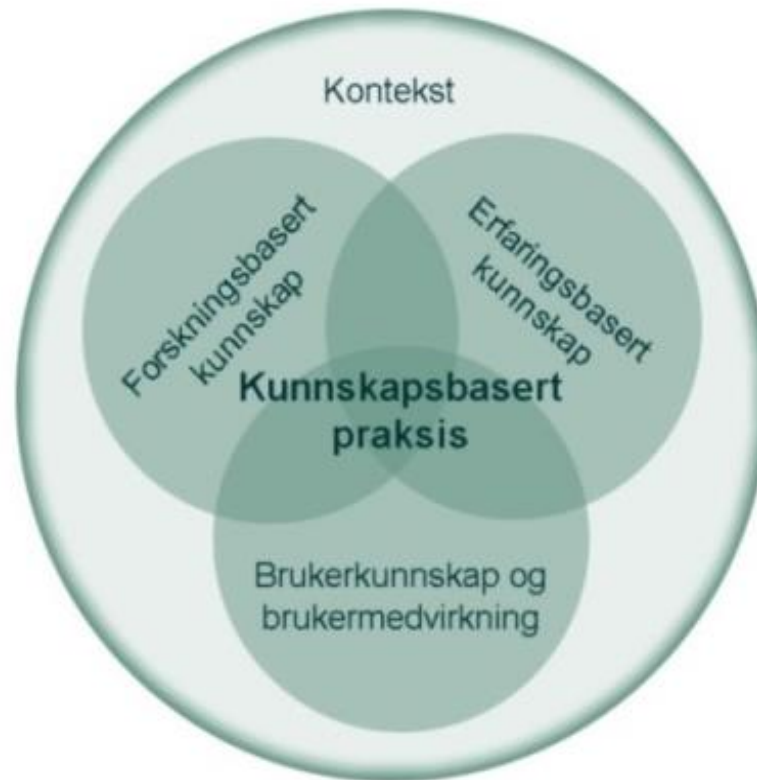 Kontekst
Forskningsbasert
kunnskap
Erfaringsbasert
kunnskap
Kunnskapsbasert
praksis
Brukerkunnskap og
brukermedvirkning